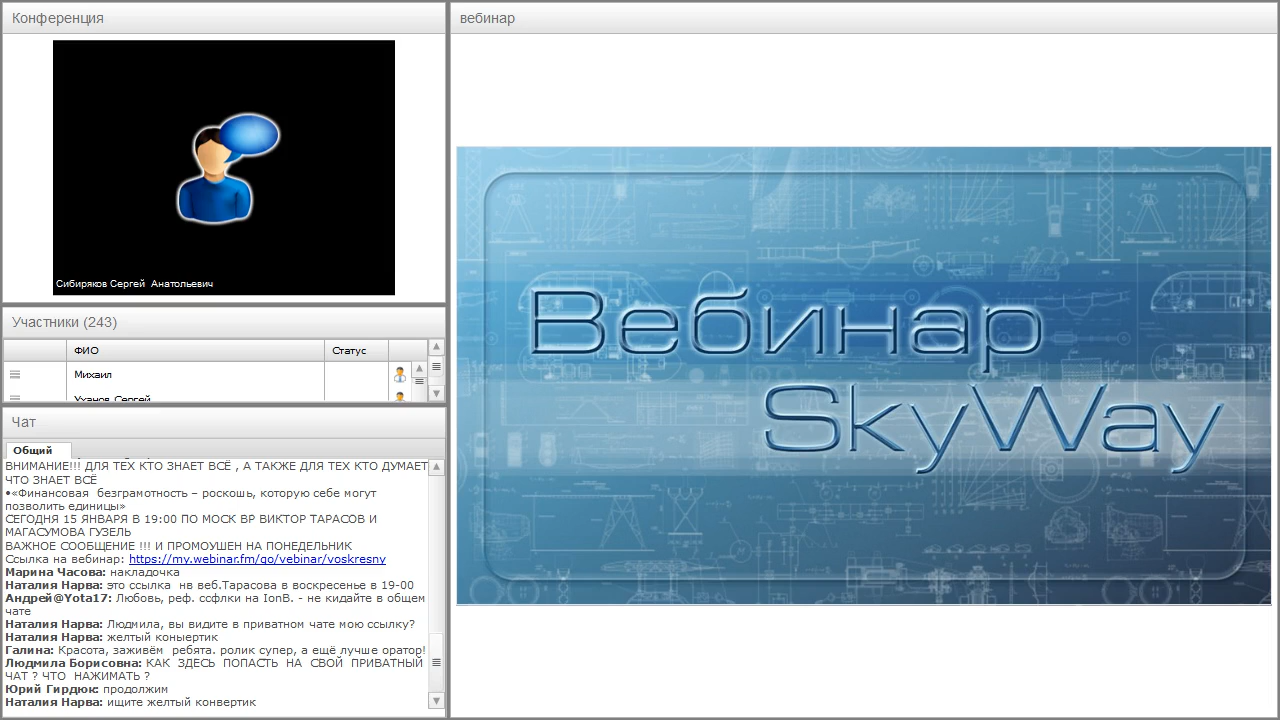 Конференция
Сибиряков Сергей Анатольевич
Участники (243)
ФИО
Статус
Михаил
Уханов Сергей
Чат
Общий
ВНИМАНИЕ!!! ДЛЯ ТЕХ КТО ЗНАЕТ ВСЁ , А ТАКЖЕ ДЛЯ ТЕХ КТО ДУМАЕТ
ЧТО ЗНАЕТ ВСЁ
•«Финансовая безграмотность – роскошь, которую себе могут
позволить единицы»
СЕГОДНЯ 15 ЯНВАРЯ В 19:00 ПО МОСК ВР ВИКТОР ТАРАСОВ И
МАГАСУМОВА ГУЗЕЛЬ
ВАЖНОЕ СООБЩЕНИЕ !!! И ПРОМОУШЕН НА ПОНЕДЕЛЬНИК
Ссылка на вебинар: https://my.webinar.fm/go/vebinar/voskresny
Марина Часова: накладочка
Наталия Нарва: это ссылка нв веб.Тарасова в воскресенье в 19-00
Андрей@Yota17: Любовь, реф. ссфлки на IonB. - не кидайте в общем
чате
Наталия Нарва: Людмила, вы видите в приватном чате мою ссылку?
Наталия Нарва: желтый коныертик
Галина: Красота, заживём ребята. ролик супер, а ещё лучше оратор!
Людмила Борисовна: КАК ЗДЕСЬ ПОПАСТЬ НА СВОЙ ПРИВАТНЫЙ
ЧАТ ? ЧТО НАЖИМАТЬ ?
Юрий Гирдюк: продолжим
Наталия Нарва: ищите желтый конвертик
вебинар
Вебинар
SkyWay